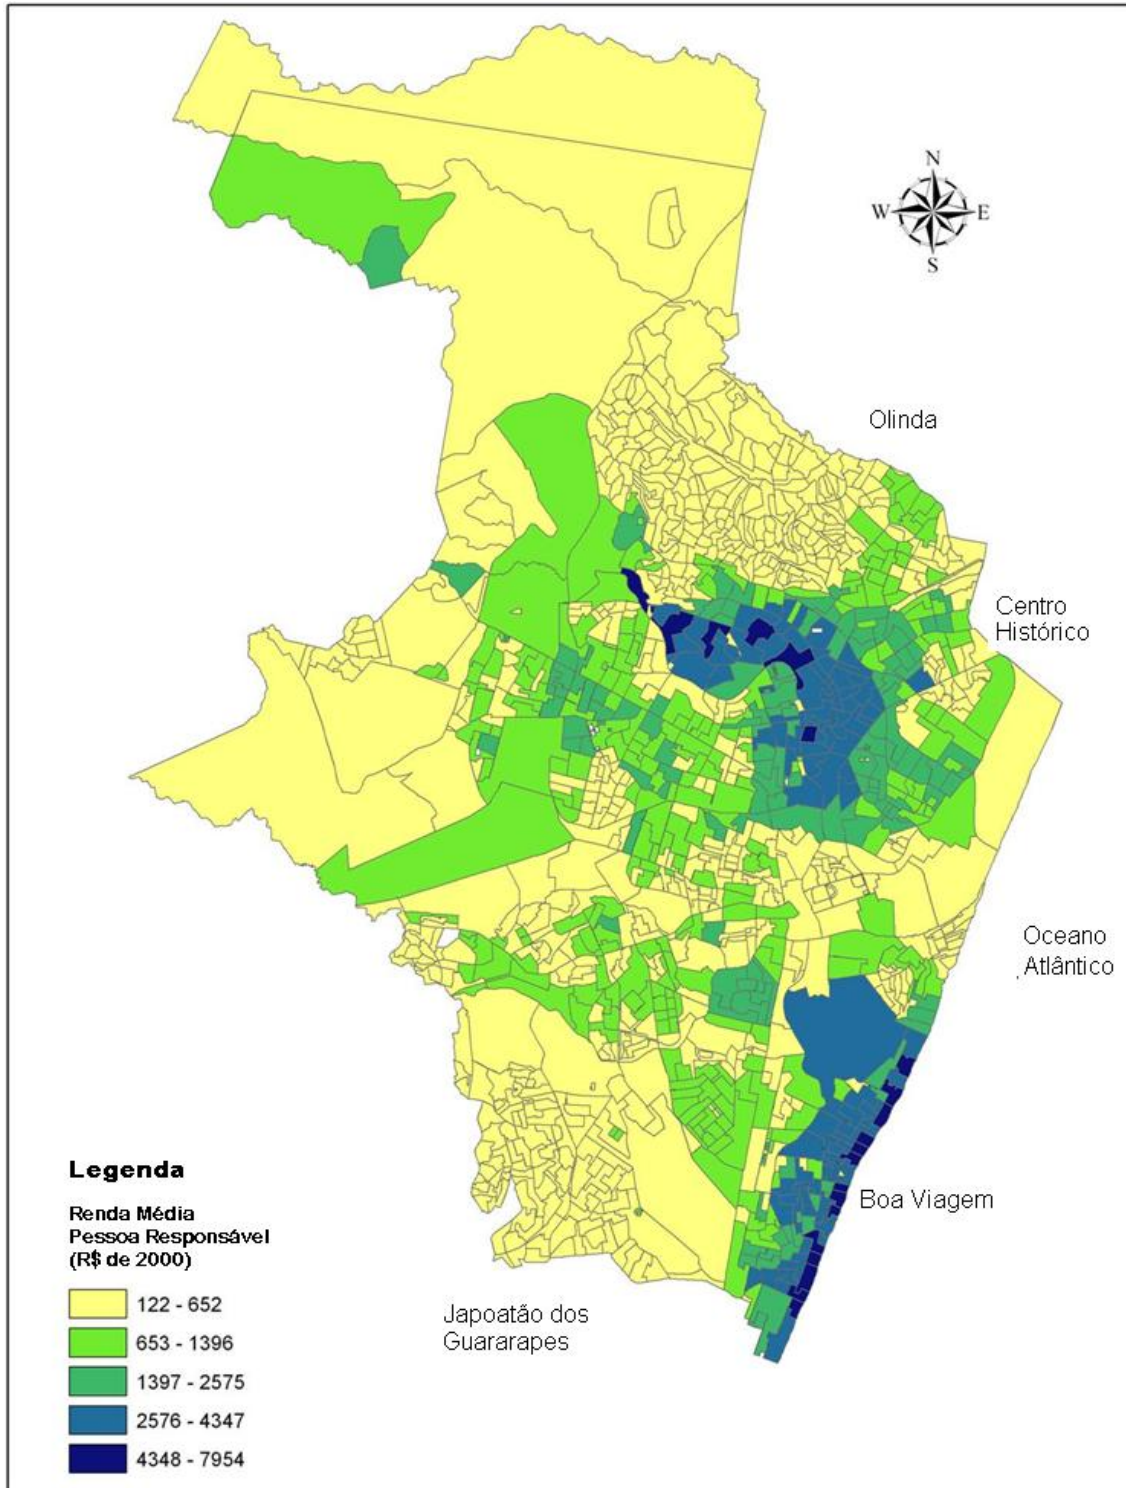 N
W E
S
Olinda
Centro
Histórico
Oceano
Atlântico
Boa Viagem
Japoatão dos
Guararapes
Legenda
Renda Média
Pessoa Responsável
(R$ de 2000)
122 - 652
653 - 1396
1397 - 2575
2576 - 4347
4348 - 7954